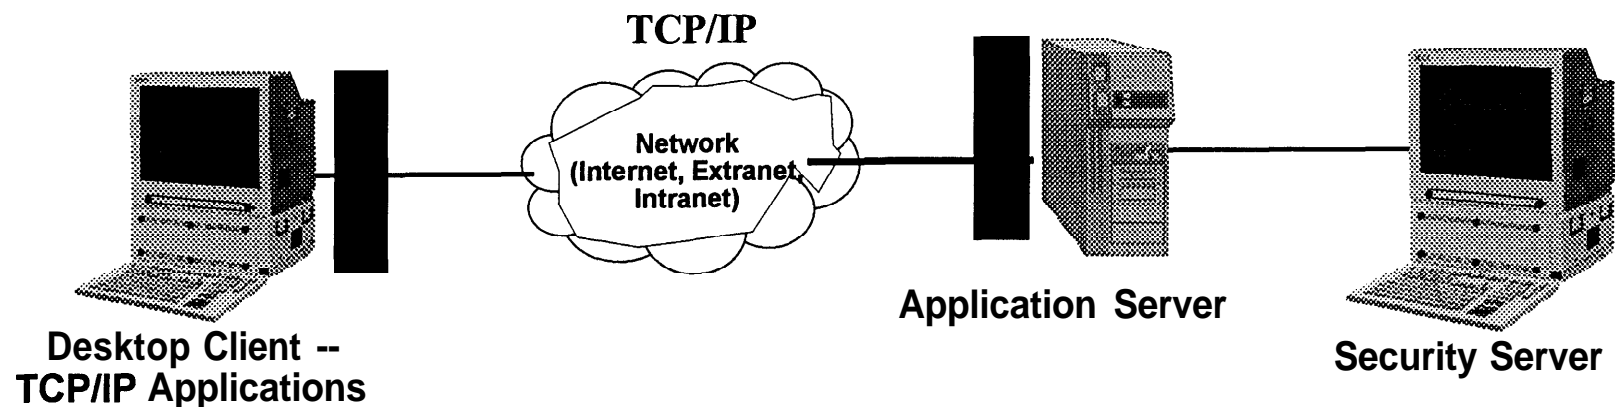 TCP/IP
Network
(Internet, Extranet,
Intranet)
Application Server
Desktop Client --
TCP/IP Applications
Security Server